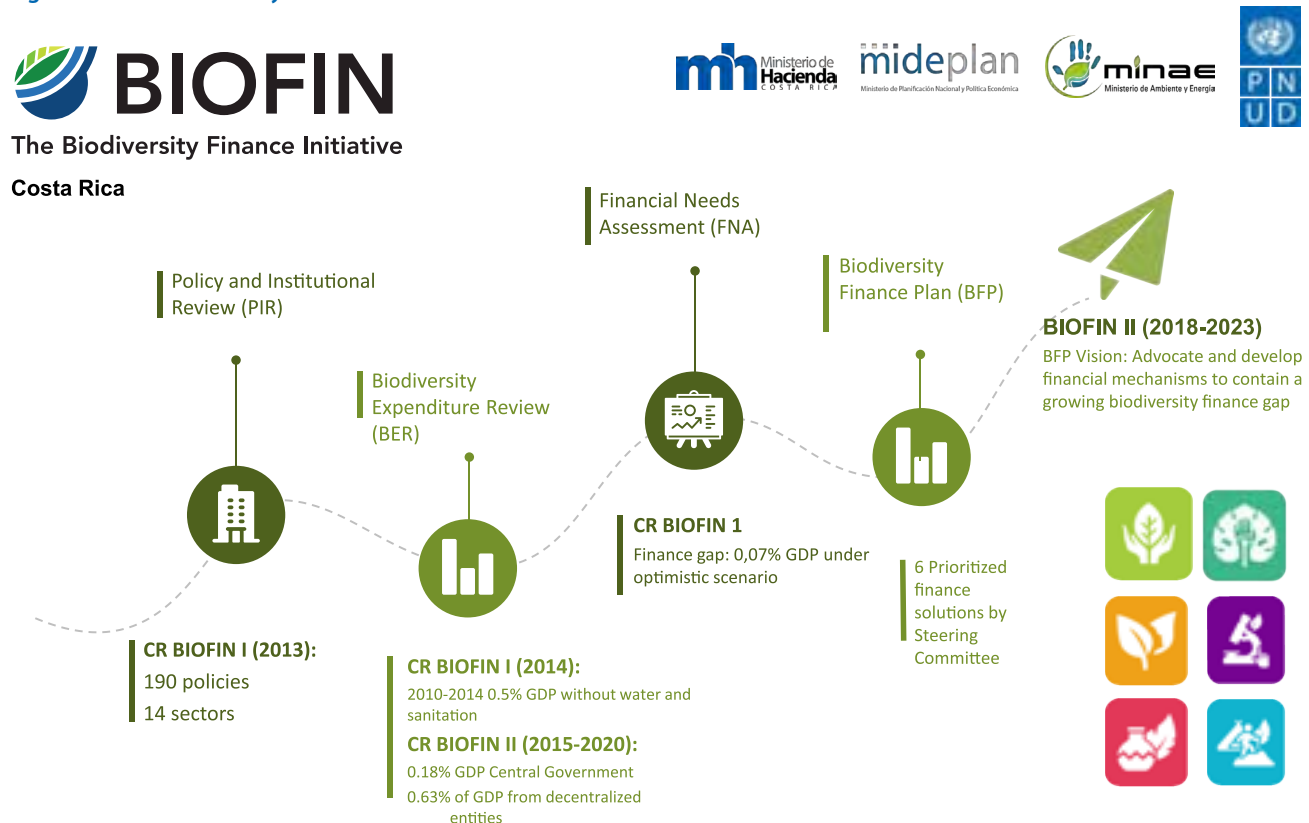 BIOFIN
The Biodiversity Finance Initiative
Costa Rica
mh Ministerio de
Hacienda
COSTA RICA
mideplan
Ministerio de Planificación Nacional y Política Económica
minae
Ministerio de Ambiente y Energía
P N
U D
Policy and Institutional
Review (PIR)
Biodiversity
Expenditure Review
(BER)
Financial Needs
Assessment (FNA)
Biodiversity
Finance Plan (BFP)
BIOFIN II (2018-2023)
BFP Vision: Advocate and develop
financial mechanisms to contain a
growing biodiversity finance gap
CR BIOFIN I (2013):
190 policies
14 sectors
CR BIOFIN I (2014):
2010-2014 0.5% GDP without water and
sanitation
CR BIOFIN II (2015-2020):
0.18% GDP Central Government
0.63% of GDP from decentralized
entities
CR BIOFIN 1
Finance gap: 0,07% GDP under
optimistic scenario
6 Prioritized
finance
solutions by
Steering
Committee